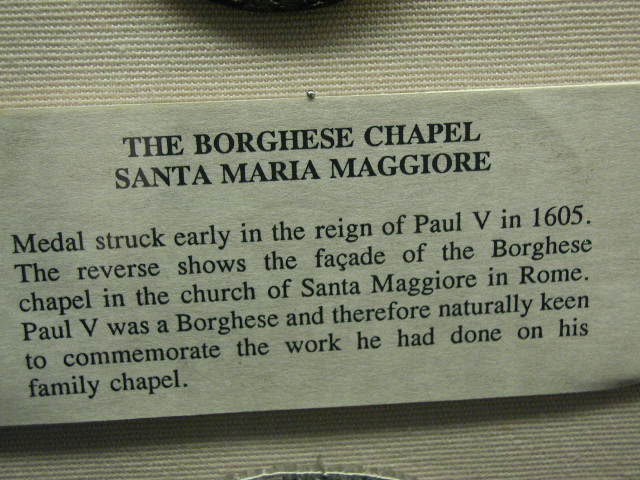 THE BORGHESE CHAPEL
SANTA MARIA MAGGIORE
Medal struck early in the reign of Paul V in 1605.
The reverse shows the façade of the Borghese
chapel in the church of Santa Maggiore in Rome.
Paul V was a Borghese and therefore naturally keen
to commemorate the work he had done on his
family chapel.